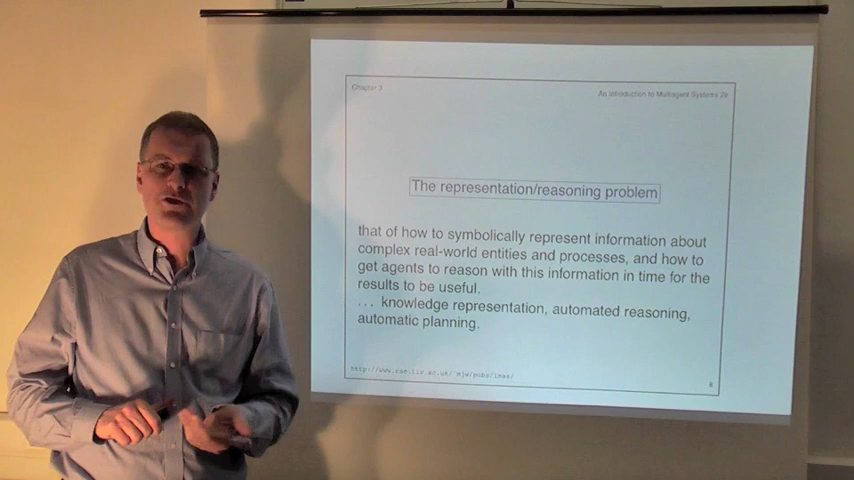 Chapter 3
An Introduction to Multiagent Systems 2e
The representation/reasoning problem
that of how to symbolically represent information about
complex real-world entities and processes, and how to
get agents to reason with this information in time for the
results to be useful.
... knowledge representation, automated reasoning,
automatic planning.
http://www.csc.liv.ac.uk/~mjw/pubs/imas/
8